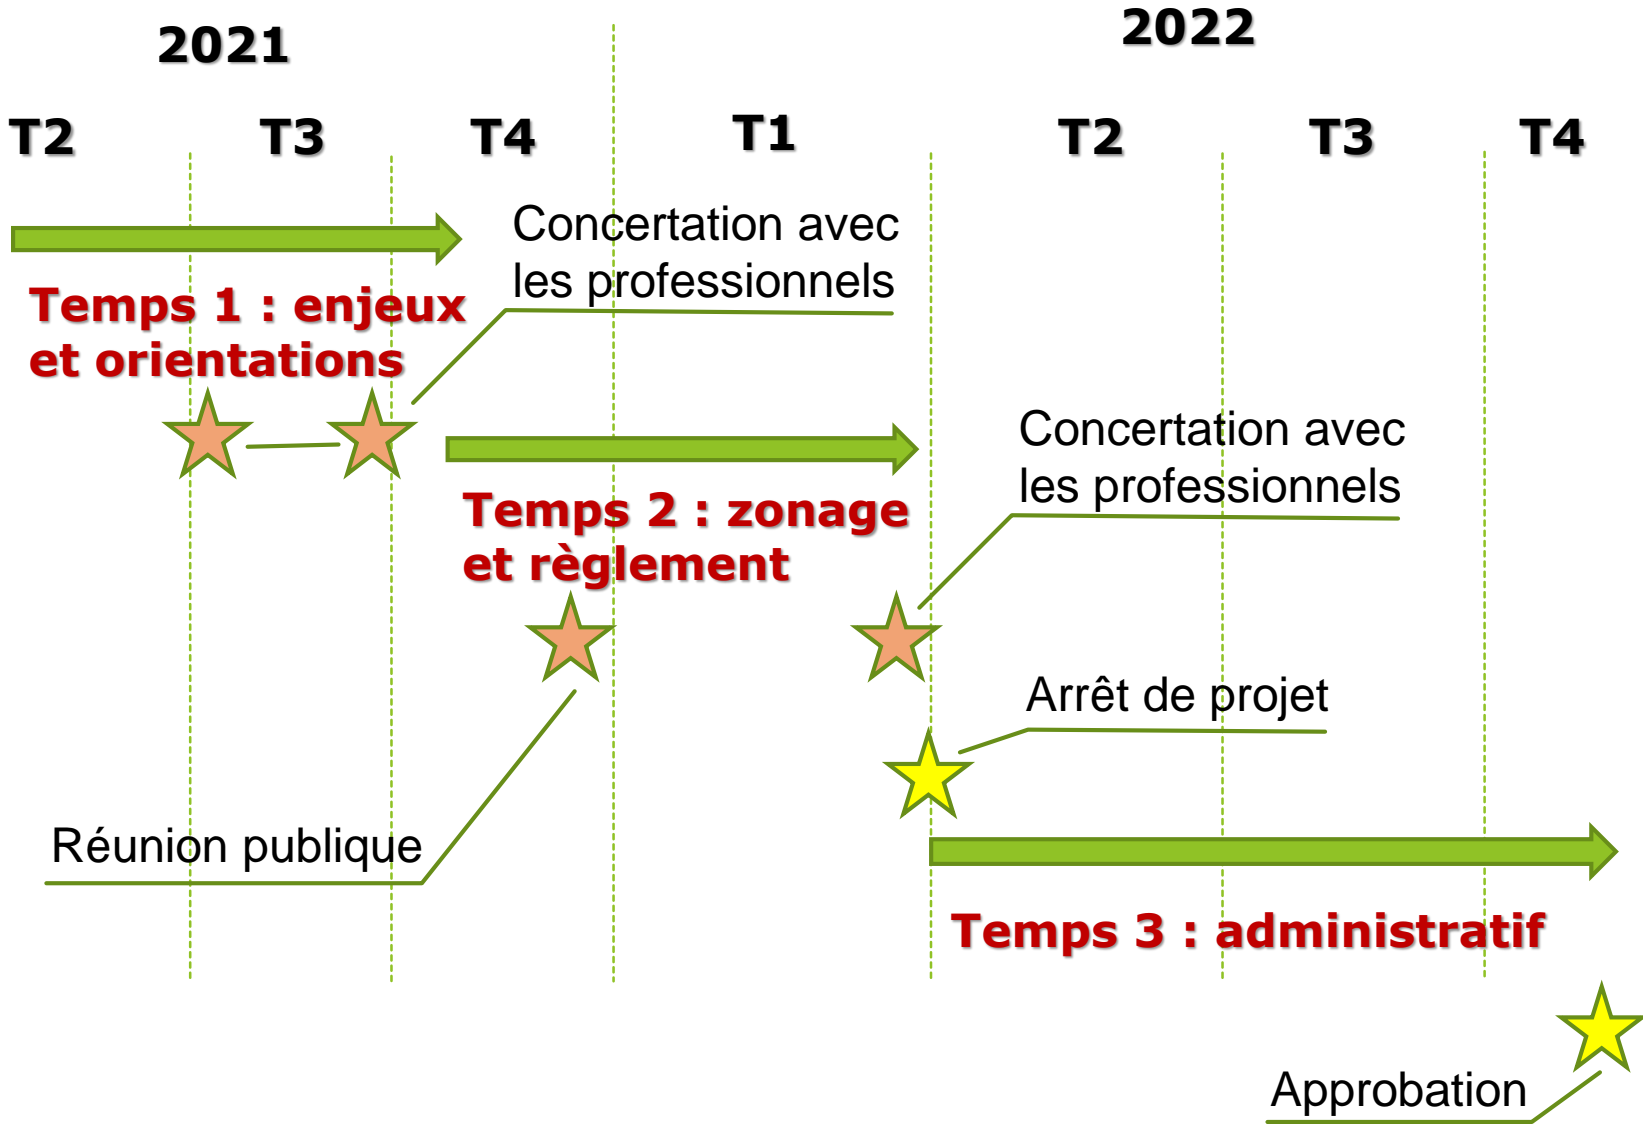 2021
2022
T2
T3
T4
T1
T2
T3
T4
Concertation avec
les professionnels
Temps 1 : enjeux
et orientations
Concertation avec
les professionnels
Temps 2 : zonage
et règlement
Arrêt de projet
Réunion publique
Temps 3 : administratif
Approbation